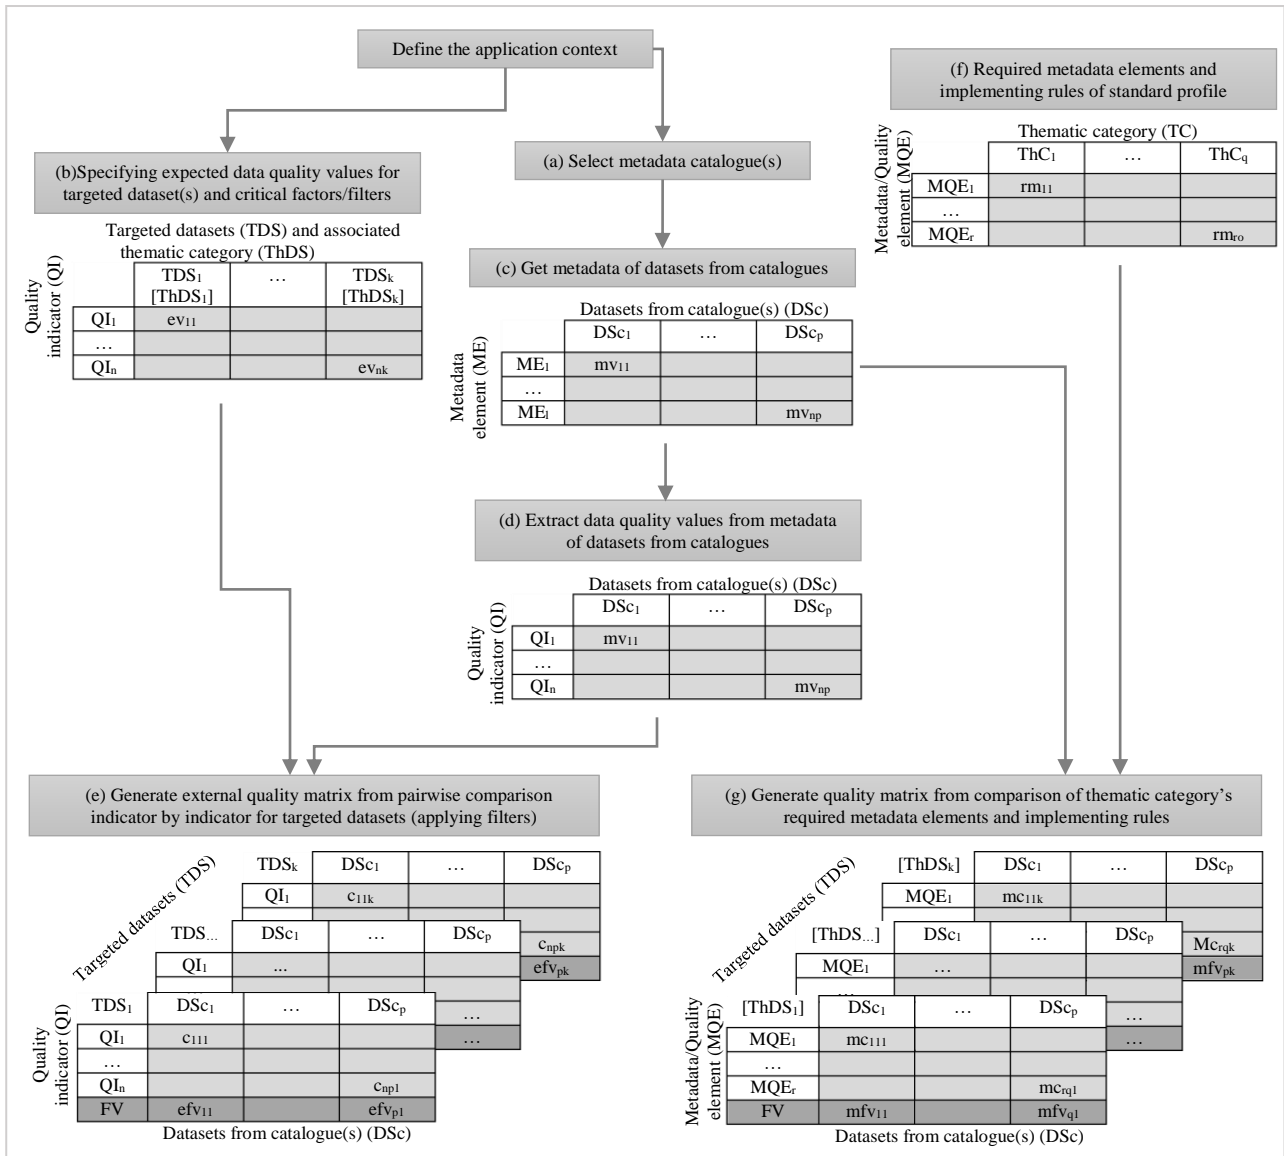 Define the application context
(f) Required metadata elements and
implementing rules of standard profile
Thematic category (TC)
Metadata/Quality
element (MQE)
ThC1 … ThCq
MQE1 rm11
…
MQEr rmro
(a) Select metadata catalogue(s)
(b)Specifying expected data quality values for
targeted dataset(s) and critical factors/filters
Targeted datasets (TDS) and associated
thematic category (ThDS)
Quality
indicator (QI)
TDS1 … TDSk
[ThDS1] [ThDSk]
QI1 ev11
…
QIn evnk
(c) Get metadata of datasets from catalogues
Datasets from catalogue(s) (DSc)
Metadata
element (ME)
DSc1 … DScp
ME1 mv11
…
MEl mvnp
(d) Extract data quality values from metadata
of datasets from catalogues
Datasets from catalogue(s) (DSc)
Quality
indicator (QI)
DSc1 … DScp
QI1 mv11
…
QIn mvnp
(e) Generate external quality matrix from pairwise comparison
indicator by indicator for targeted datasets (applying filters)
Targeted datasets (TDS)
TDSk DSc1 … DScp
QI1 c11k
cnpk
efvpk
TDS... DSc1 … DScp
QI1 ...
…
…
TDS1 DSc1 … DScp
Quality
indicator (QI)
QI1 c111
…
QIn cnp1
FV efv11 efvp1
Datasets from catalogue(s) (DSc)
(g) Generate quality matrix from comparison of thematic category’s
required metadata elements and implementing rules
Targeted datasets (TDS)
[ThDSk] DSc1 … DScp
MQE1 mc11k
Mcrqk
mfvpk
[ThDS...] DSc1 … DScp
MQE1 …
…
…
[ThDS1] DSc1 … DScp
Metadata/Quality
element (MQE)
MQE1 mc111
…
MQEr mcrq1
FV mfv11 mfvq1
Datasets from catalogue(s) (DSc)